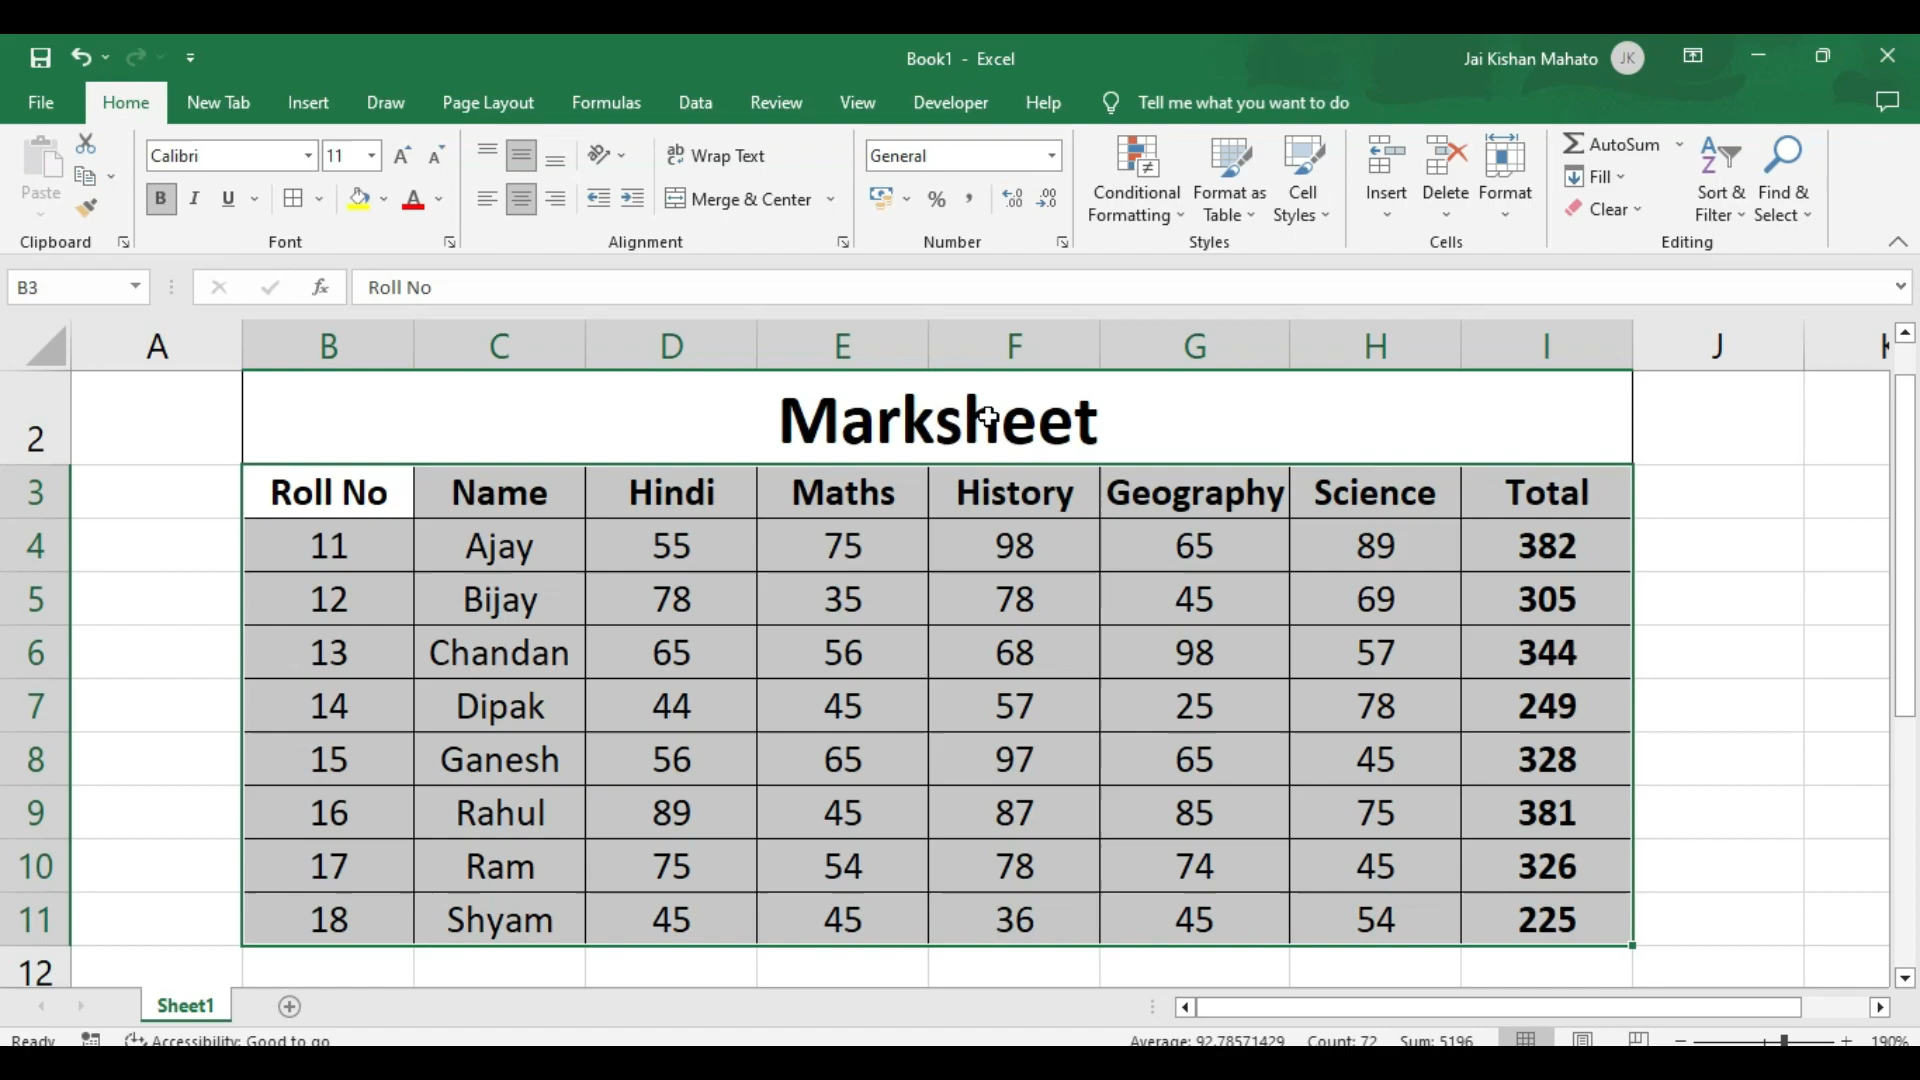 Book1 - Excel
Jai Kishan Mahato JK
File Home New Tab Insert Draw Page Layout Formulas Data Review View Developer Help Tell me what you want to do
Paste
Clipboard
Calibri 11
B I U A
Font
ab Wrap Text
Merge & Center
Alignment
General
% ,
Number
Conditional Formatting
Format as Table
Cell Styles
Styles
Insert Delete Format
Cells
AutoSum
Fill
Clear
Sort & Filter
Find & Select
Editing
B3 fx Roll No
A B C D E F G H I J
2 Marksheet
3 Roll No Name Hindi Maths History Geography Science Total
4 11 Ajay 55 75 98 65 89 382
5 12 Bijay 78 35 78 45 69 305
6 13 Chandan 65 56 68 98 57 344
7 14 Dipak 44 45 57 25 78 249
8 15 Ganesh 56 65 97 65 45 328
9 16 Rahul 89 45 87 85 75 381
10 17 Ram 75 54 78 74 45 326
11 18 Shyam 45 45 36 45 54 225
12
Sheet1
Ready Accessibility: Good to go Average: 92.78571429 Count: 72 Sum: 5196 190%